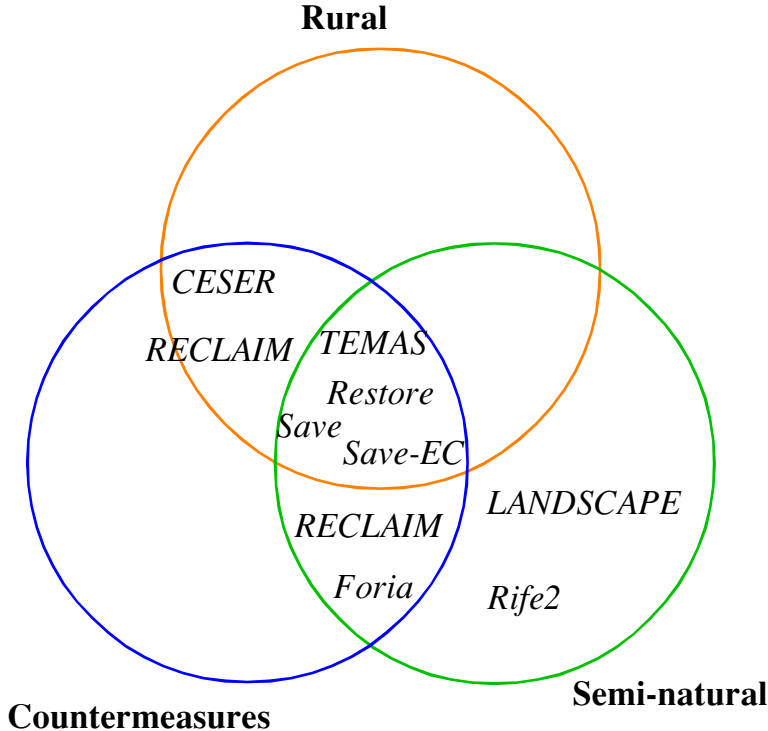 Rural
CESER
RECLAIM
TEMAS
Restore
Save
Save-EC
LANDSCAPE
RECLAIM
Foria
Rife2
Semi-natural
Countermeasures